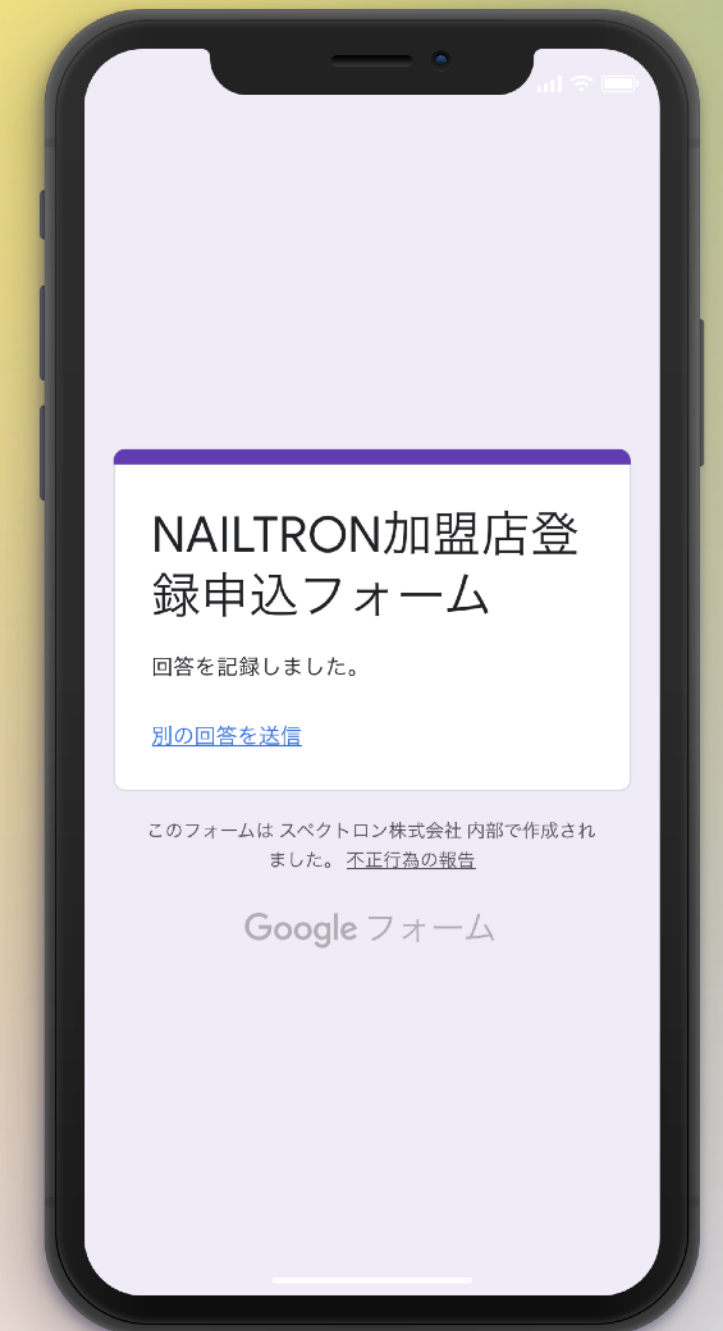 NAILTRON加盟店登
録申込フォーム
回答を記録しました。
別の回答を送信
このフォームは スペクトロン株式会社 内部で作成され
ました。 不正行為の報告
Google フォーム